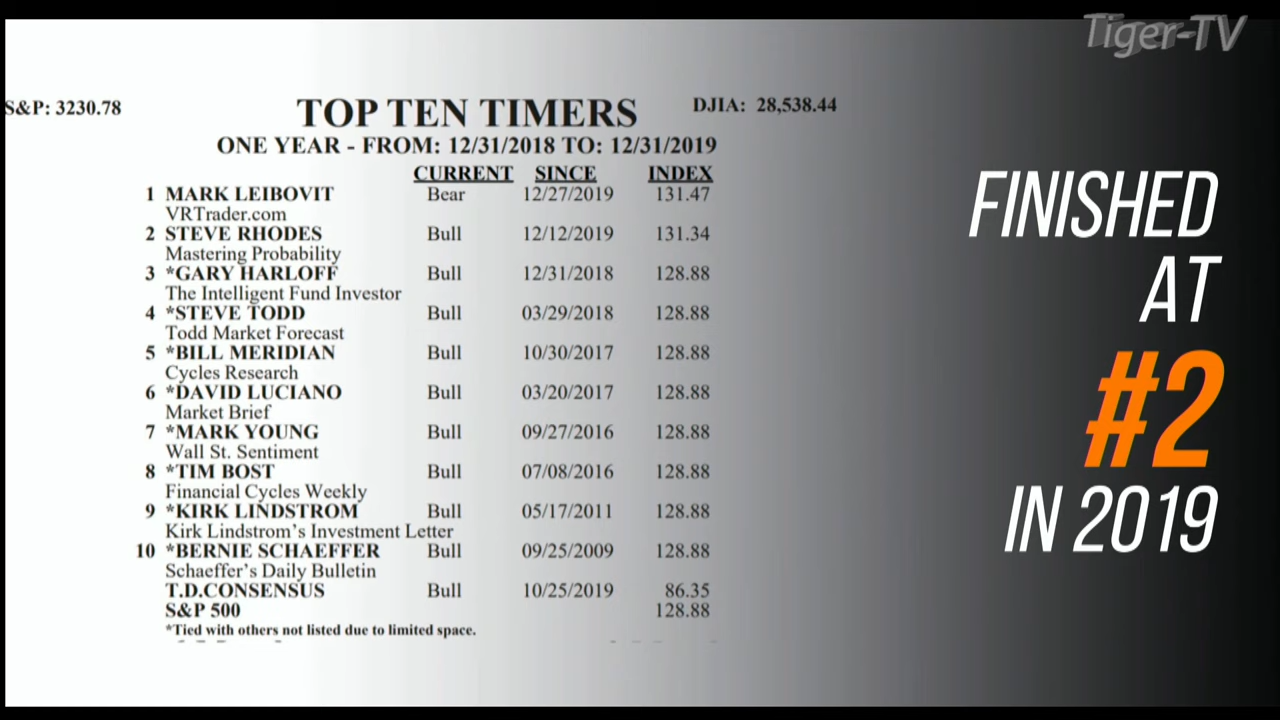 Tiger-TV
S&P: 3230.78
TOP TEN TIMERS
DJIA: 28,538.44
ONE YEAR - FROM: 12/31/2018 TO: 12/31/2019
CURRENT SINCE INDEX
1 MARK LEIBOVIT Bear 12/27/2019 131.47
VRTrader.com
2 STEVE RHODES Bull 12/12/2019 131.34
Mastering Probability
3 *GARY HARLOFF Bull 12/31/2018 128.88
The Intelligent Fund Investor
4 *STEVE TODD Bull 03/29/2018 128.88
Todd Market Forecast
5 *BILL MERIDIAN Bull 10/30/2017 128.88
Cycles Research
6 *DAVID LUCIANO Bull 03/20/2017 128.88
Market Brief
7 *MARK YOUNG Bull 09/27/2016 128.88
Wall St. Sentiment
8 *TIM BOST Bull 07/08/2016 128.88
Financial Cycles Weekly
9 *KIRK LINDSTROM Bull 05/17/2011 128.88
Kirk Lindstrom's Investment Letter
10 *BERNIE SCHAEFFER Bull 09/25/2009 128.88
Schaeffer's Daily Bulletin
T.D.CONSENSUS Bull 10/25/2019 86.35
S&P 500 128.88
*Tied with others not listed due to limited space.
FINISHED
AT
#2
IN 2019